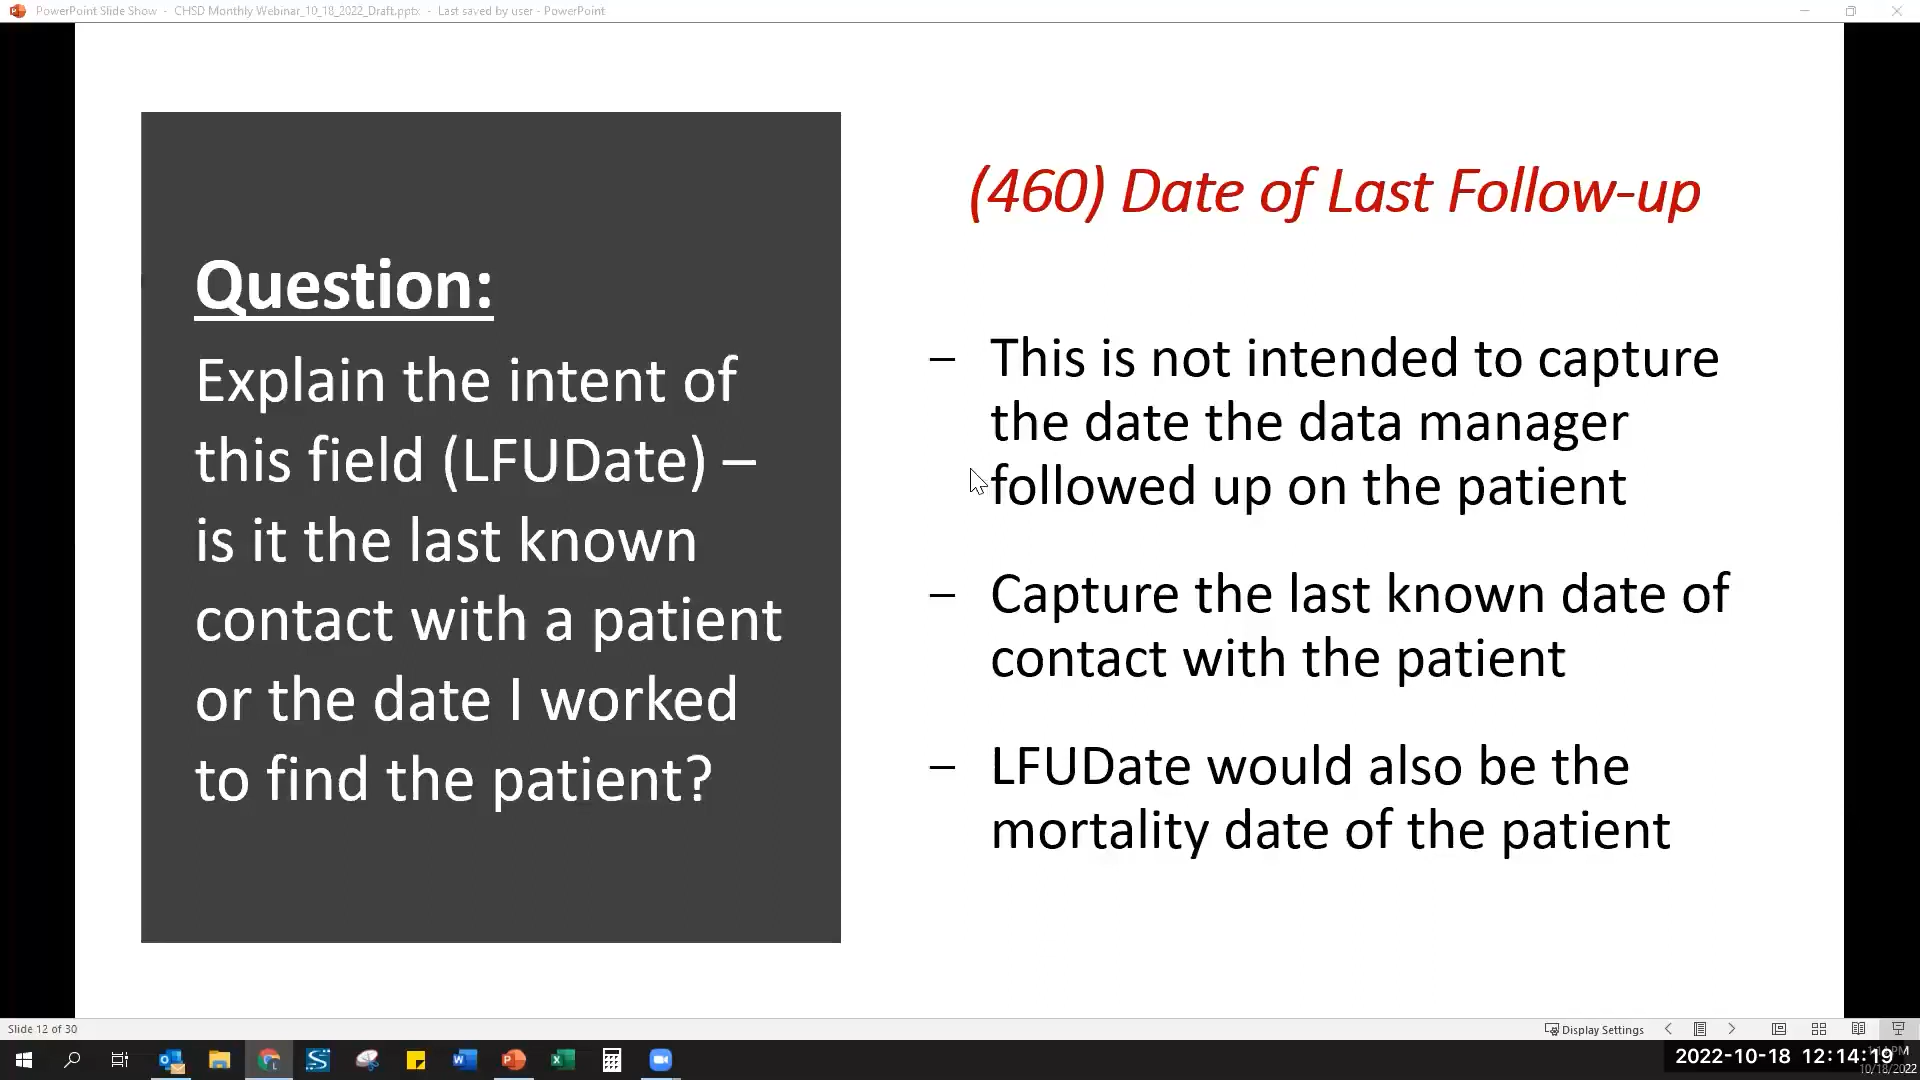 PowerPoint Slide Show - CHSD Monthly Webinar_10_18_2022_Draft.pptx - Last saved by user - PowerPoint
Question:
Explain the intent of
this field (LFUDate) –
is it the last known
contact with a patient
or the date I worked
to find the patient?
(460) Date of Last Follow-up
– This is not intended to capture
the date the data manager
followed up on the patient
– Capture the last known date of
contact with the patient
– LFUDate would also be the
mortality date of the patient
Slide 12 of 30
Display Settings
2022-10-18 12:14:19
10/18/2022